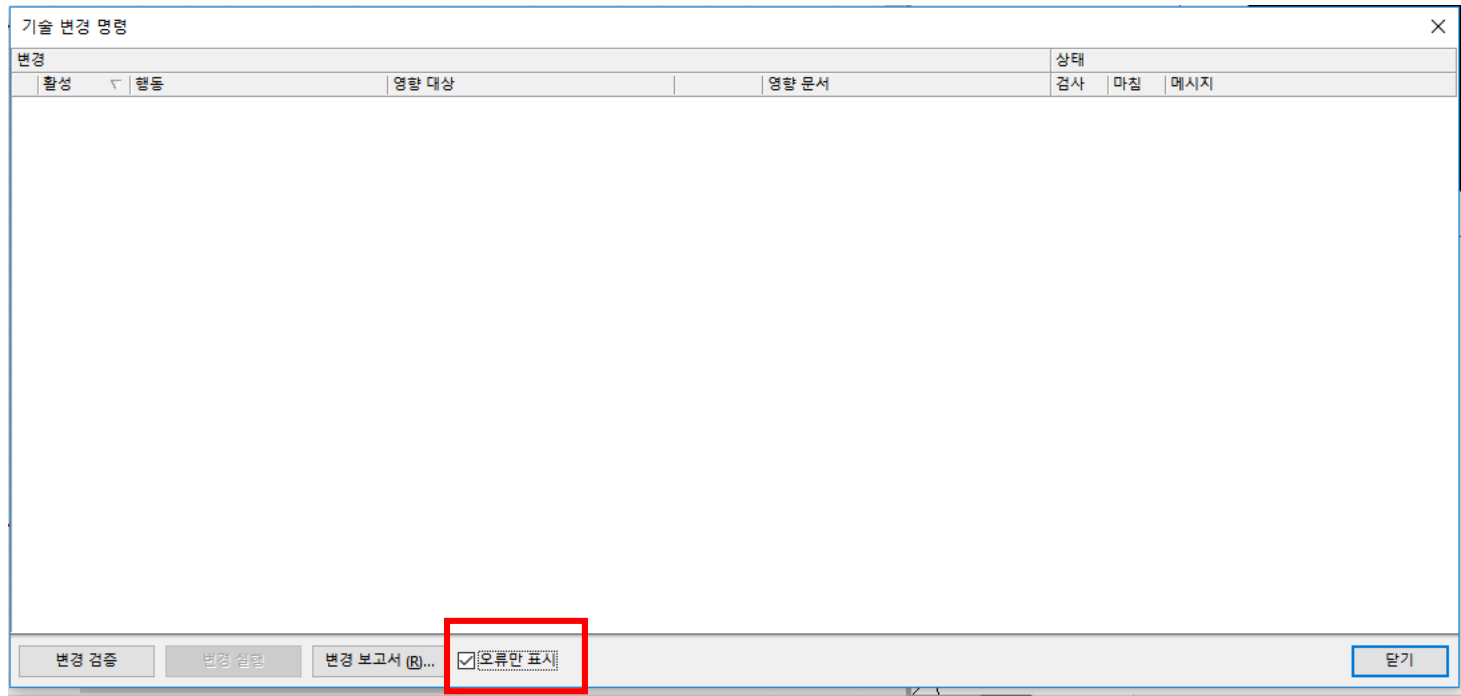 기술 변경 명령
변경 상태
활성 행동 영향 대상 영향 문서 검사 마침 메시지
변경 검증 변경 실행 변경 보고서 (R)... 오류만 표시 닫기